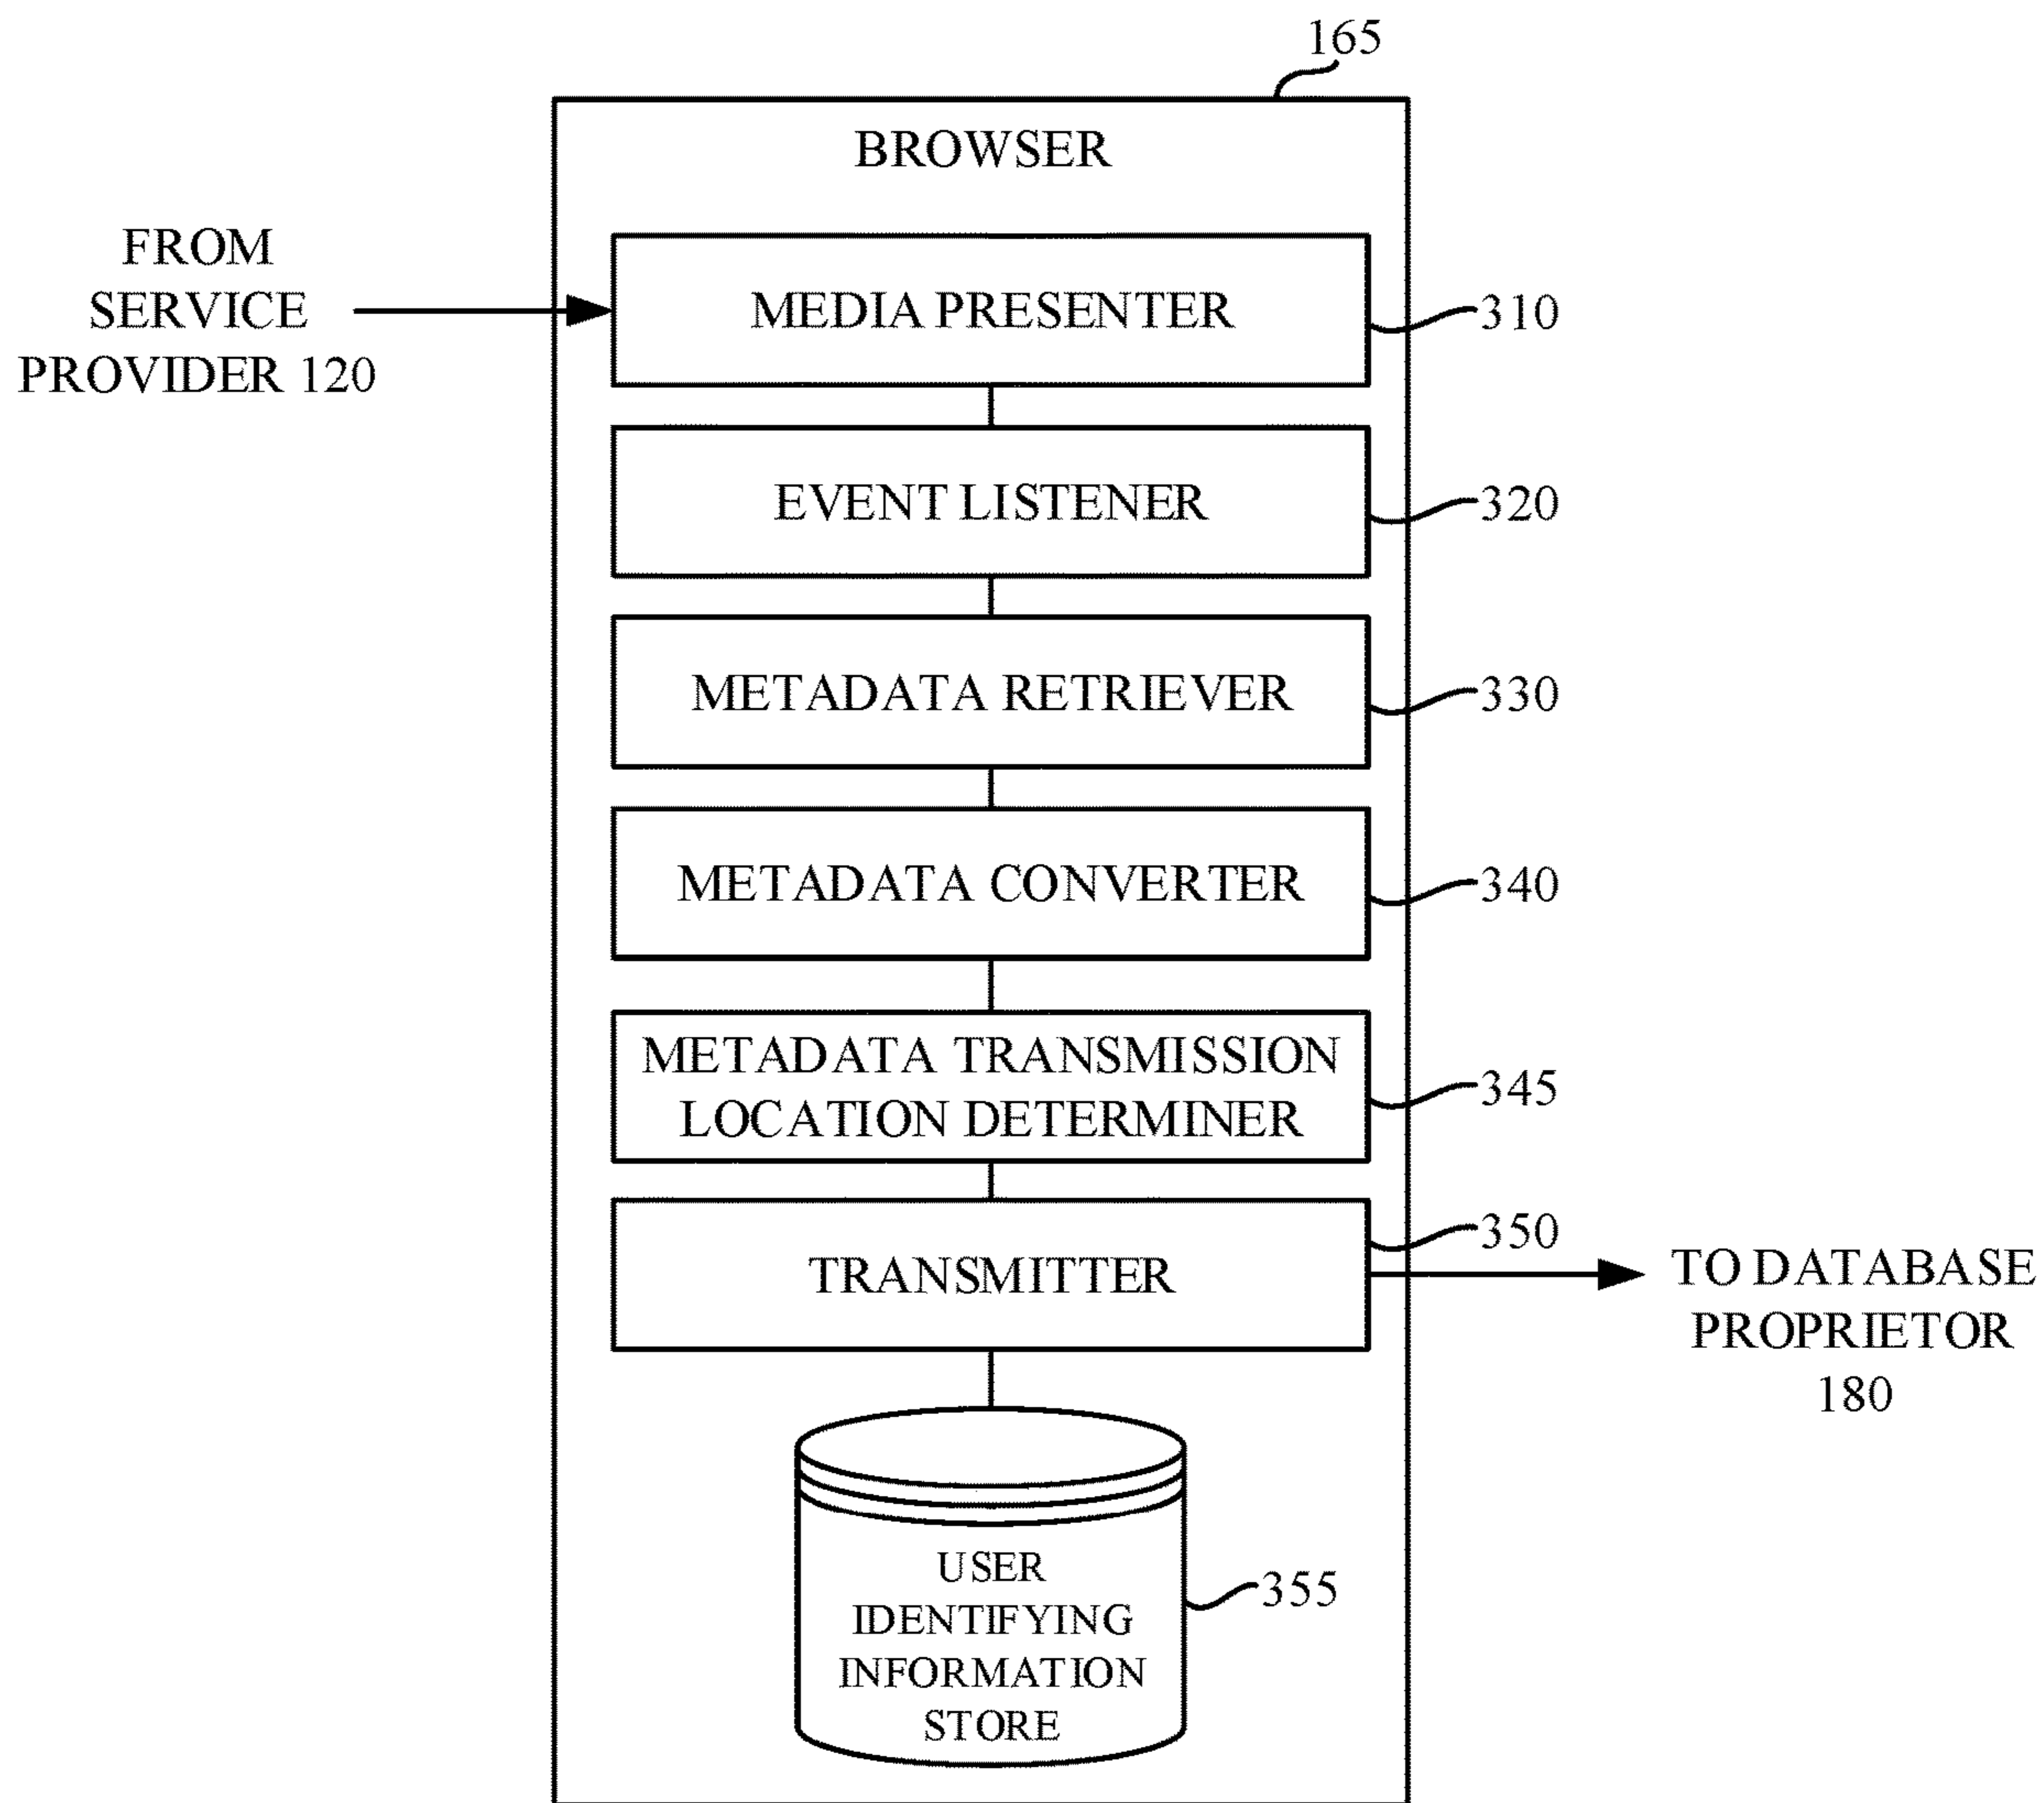 165
BROWSER
FROM
SERVICE
PROVIDER 120
MEDIA PRESENTER
310
EVENT LISTENER
320
METADATA RETRIEVER
330
METADATA CONVERTER
340
METADATA TRANSMISSION
LOCATION DETERMINER
345
TRANSMITTER
350
TO DATABASE
PROPRIETOR
180
USER
IDENTIFYING
INFORMATION
STORE
355